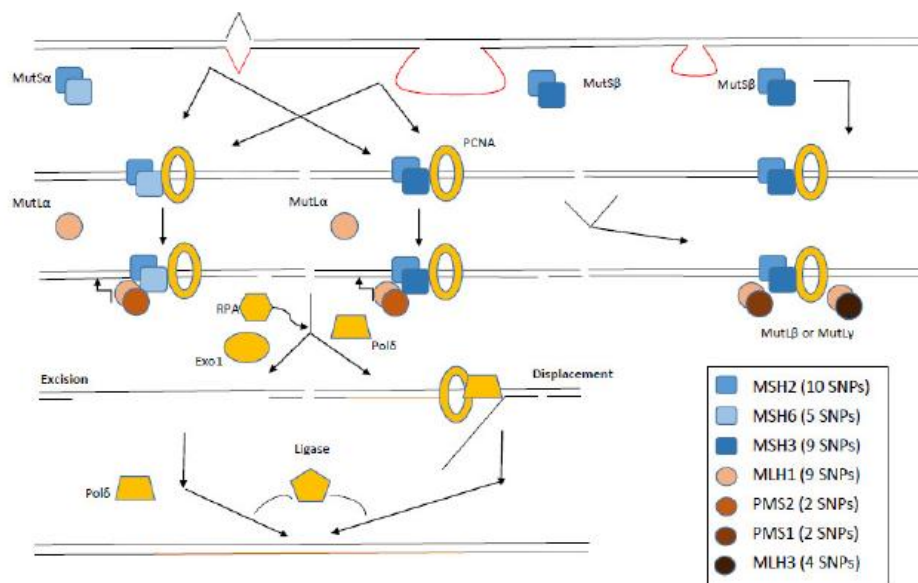 MutSα
MutSβ
MutSβ
PCNA
MutLα
MutLα
RPA
Exo1
Polδ
MutLβ or MutLγ
Excision
Displacement
Ligase
Polδ
MSH2 (10 SNPs)
MSH6 (5 SNPs)
MSH3 (9 SNPs)
MLH1 (9 SNPs)
PMS2 (2 SNPs)
PMS1 (2 SNPs)
MLH3 (4 SNPs)